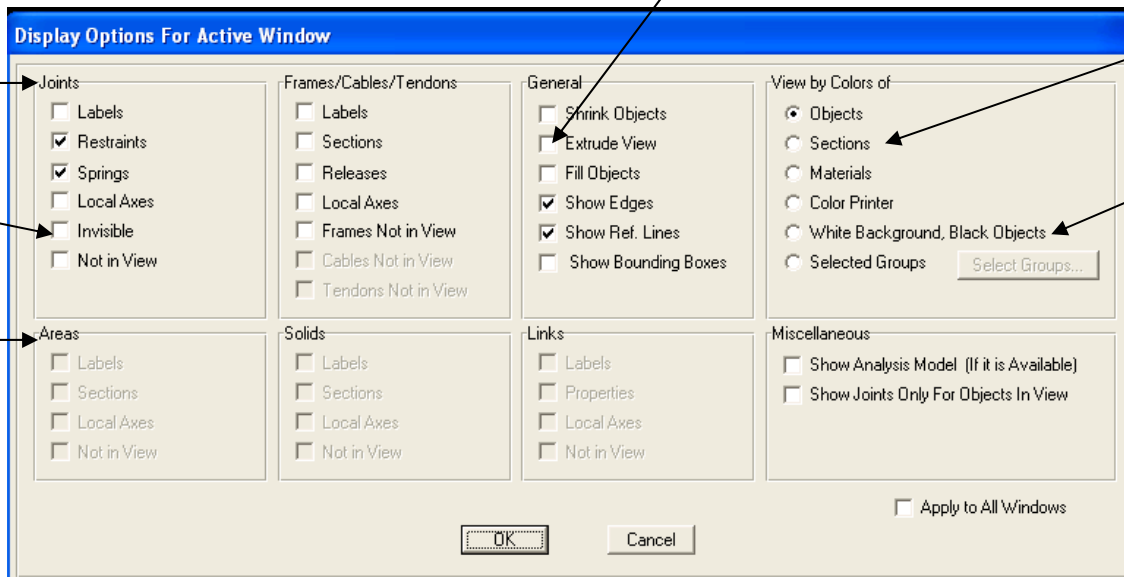 Display Options For Active Window
Joints
Labels
Restraints
Springs
Local Axes
Invisible
Not in View
Frames/Cables/Tendons
Labels
Sections
Releases
Local Axes
Frames Not in View
Cables Not in View
Tendons Not in View
General
Shrink Objects
Extrude View
Fill Objects
Show Edges
Show Ref. Lines
Show Bounding Boxes
View by Colors of
Objects
Sections
Materials
Color Printer
White Background, Black Objects
Selected Groups
Select Groups...
Areas
Labels
Sections
Local Axes
Not in View
Solids
Labels
Sections
Local Axes
Not in View
Links
Labels
Properties
Local Axes
Not in View
Miscellaneous
Show Analysis Model (If it is Available)
Show Joints Only For Objects In View
Apply to All Windows
OK
Cancel